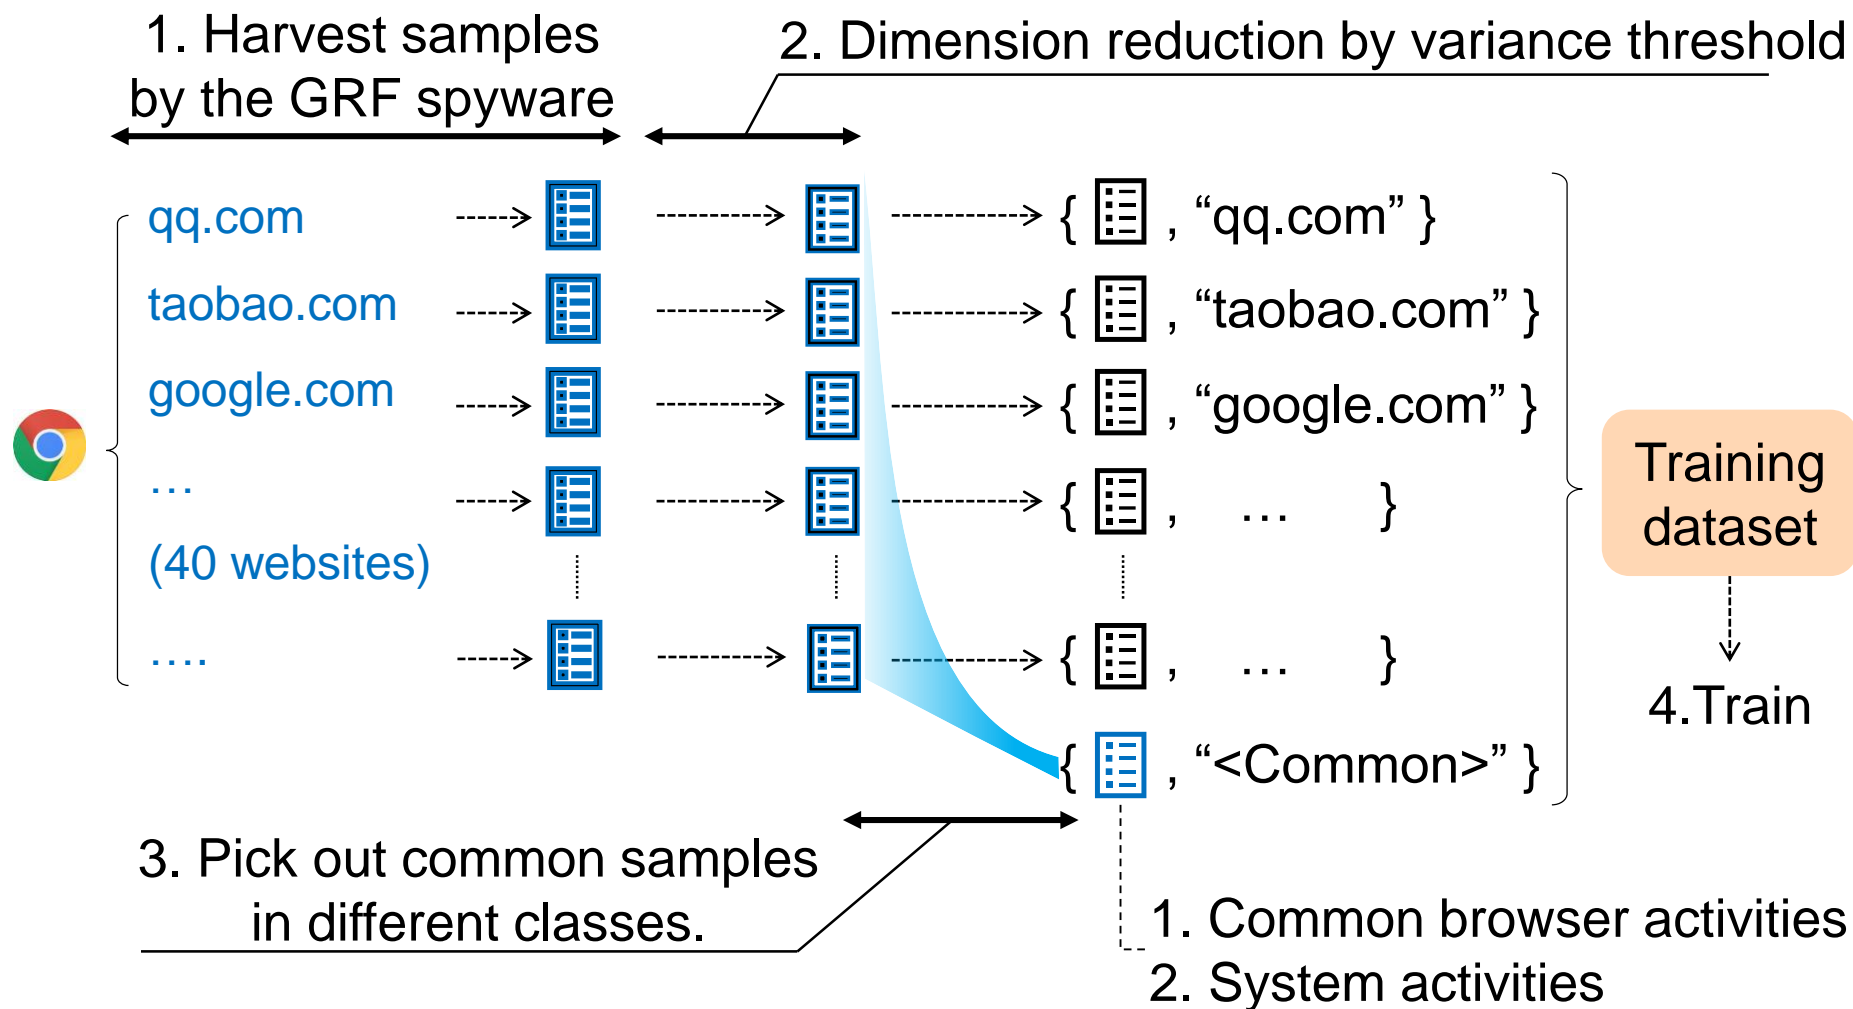 1. Harvest samples
by the GRF spyware
2. Dimension reduction by variance threshold
qq.com
{ , “qq.com” }
taobao.com
{ , “taobao.com” }
google.com
{ , “google.com” }
…
{ , … }
(40 websites)
….
{ , … }
{ , “<Common>” }
Training
dataset
4.Train
3. Pick out common samples
in different classes.
1. Common browser activities
2. System activities